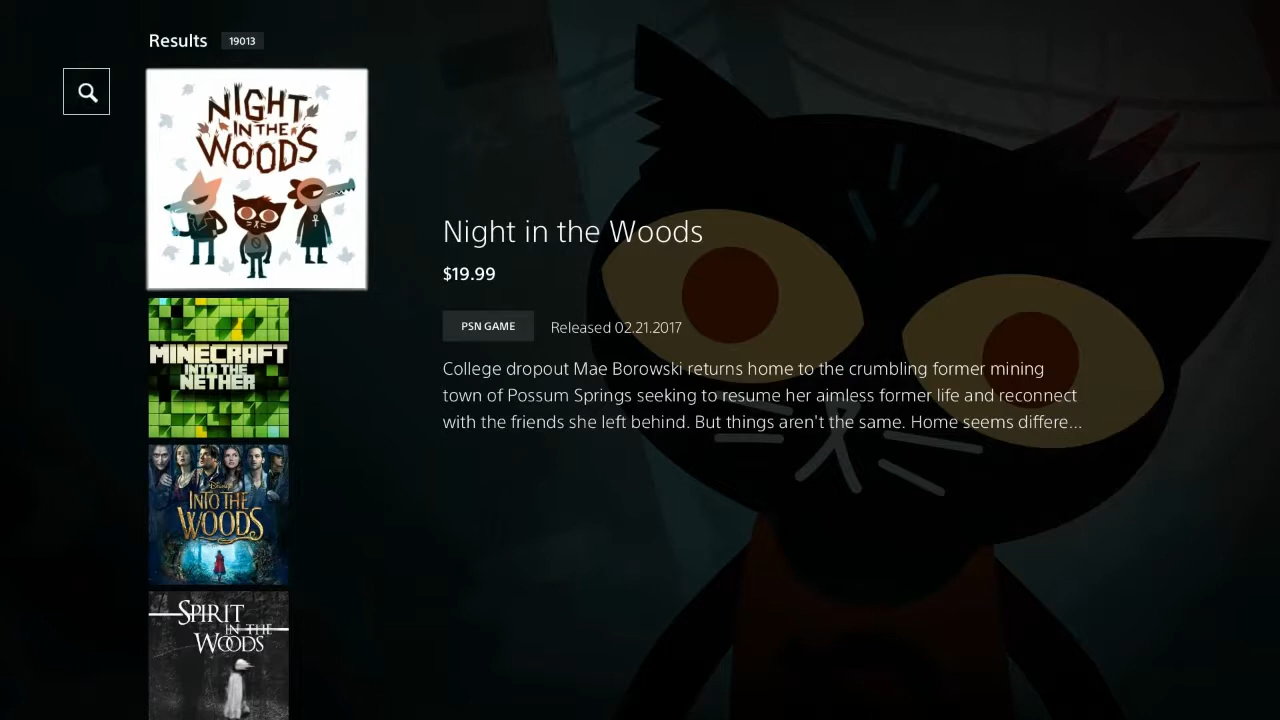 Results 19013
NIGHT
IN THE
WOODS
Night in the Woods
$19.99
PSN GAME Released 02.21.2017
College dropout Mae Borowski returns home to the crumbling former mining
town of Possum Springs seeking to resume her aimless former life and reconnect
with the friends she left behind. But things aren't the same. Home seems differe...
MINECRAFT
INTO THE
NETHER
Disney
INTO THE
WOODS
SPIRIT
IN THE
WOODS